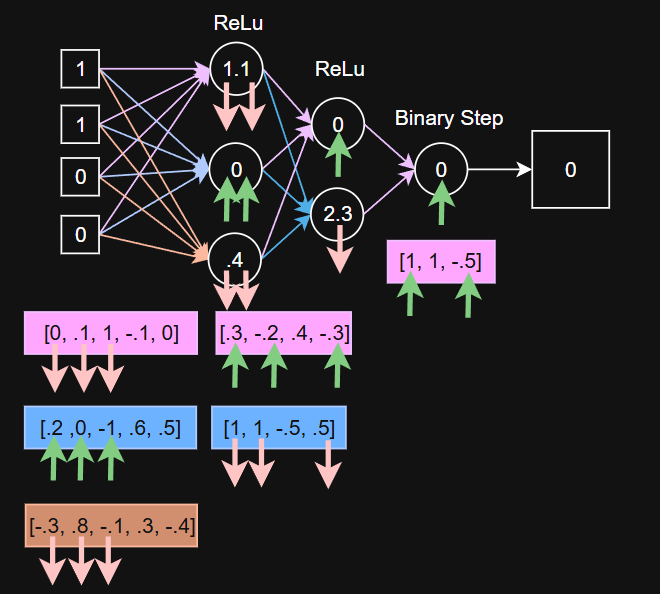 ReLu
ReLu
Binary Step
1
1
0
0
1.1
0
.4
0
2.3
0
0
[1, 1, -.5]
[0, .1, 1, -.1, 0]
[.3, -.2, .4, -.3]
[.2 ,0, -1, .6, .5]
[1, 1, -.5, .5]
[-.3, .8, -.1, .3, -.4]